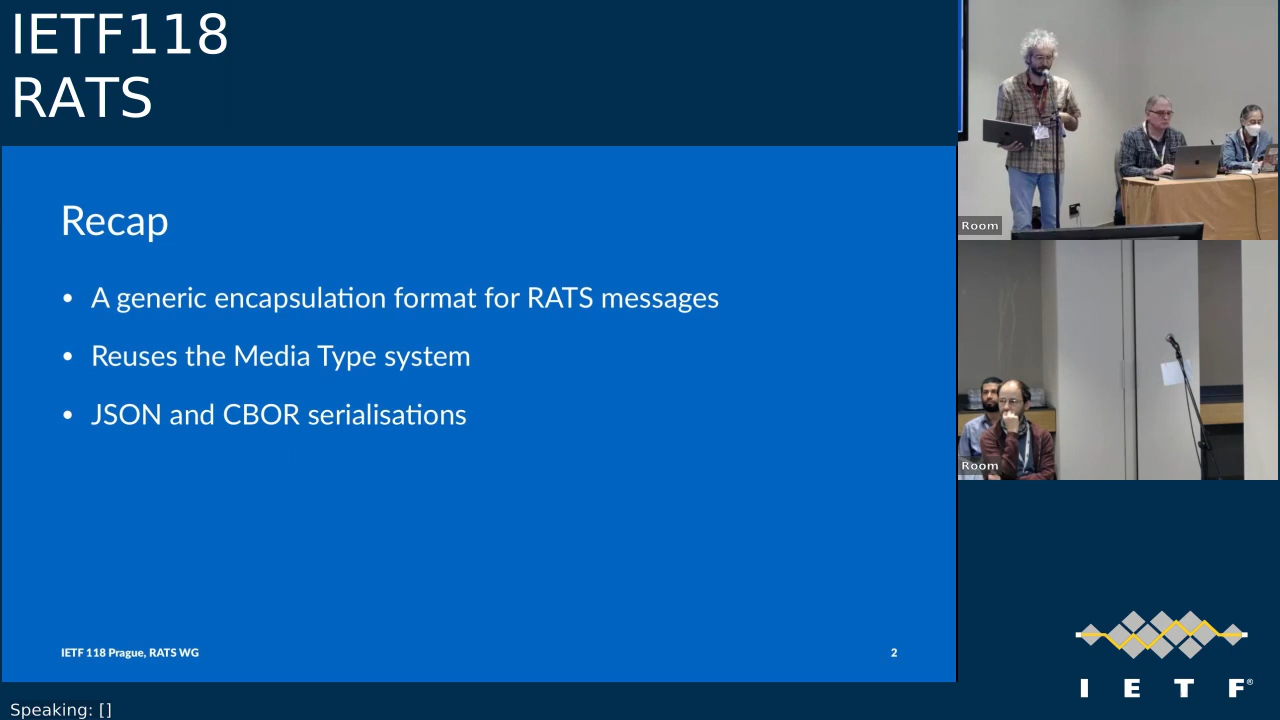 IETF118
RATS
Recap
• A generic encapsulation format for RATS messages
• Reuses the Media Type system
• JSON and CBOR serialisations
IETF 118 Prague, RATS WG
2
Room
Room
I E T F®
Speaking: []